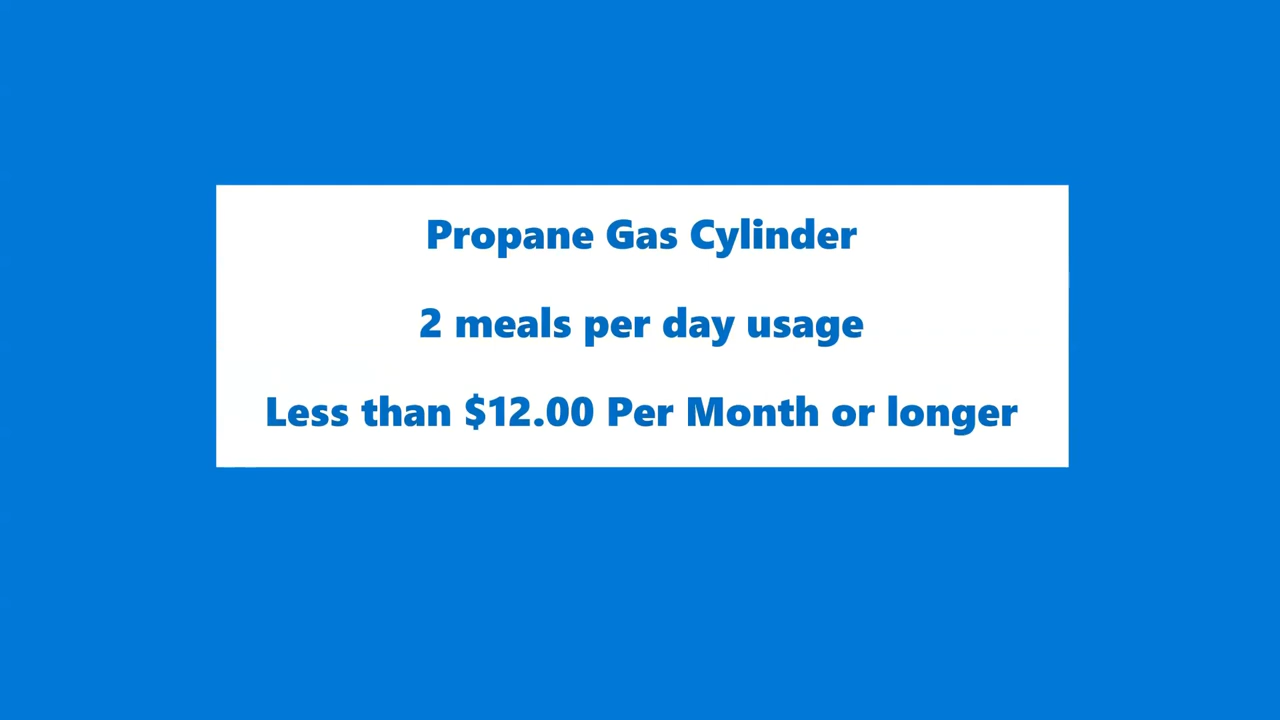 Propane Gas Cylinder
2 meals per day usage
Less than $12.00 Per Month or longer